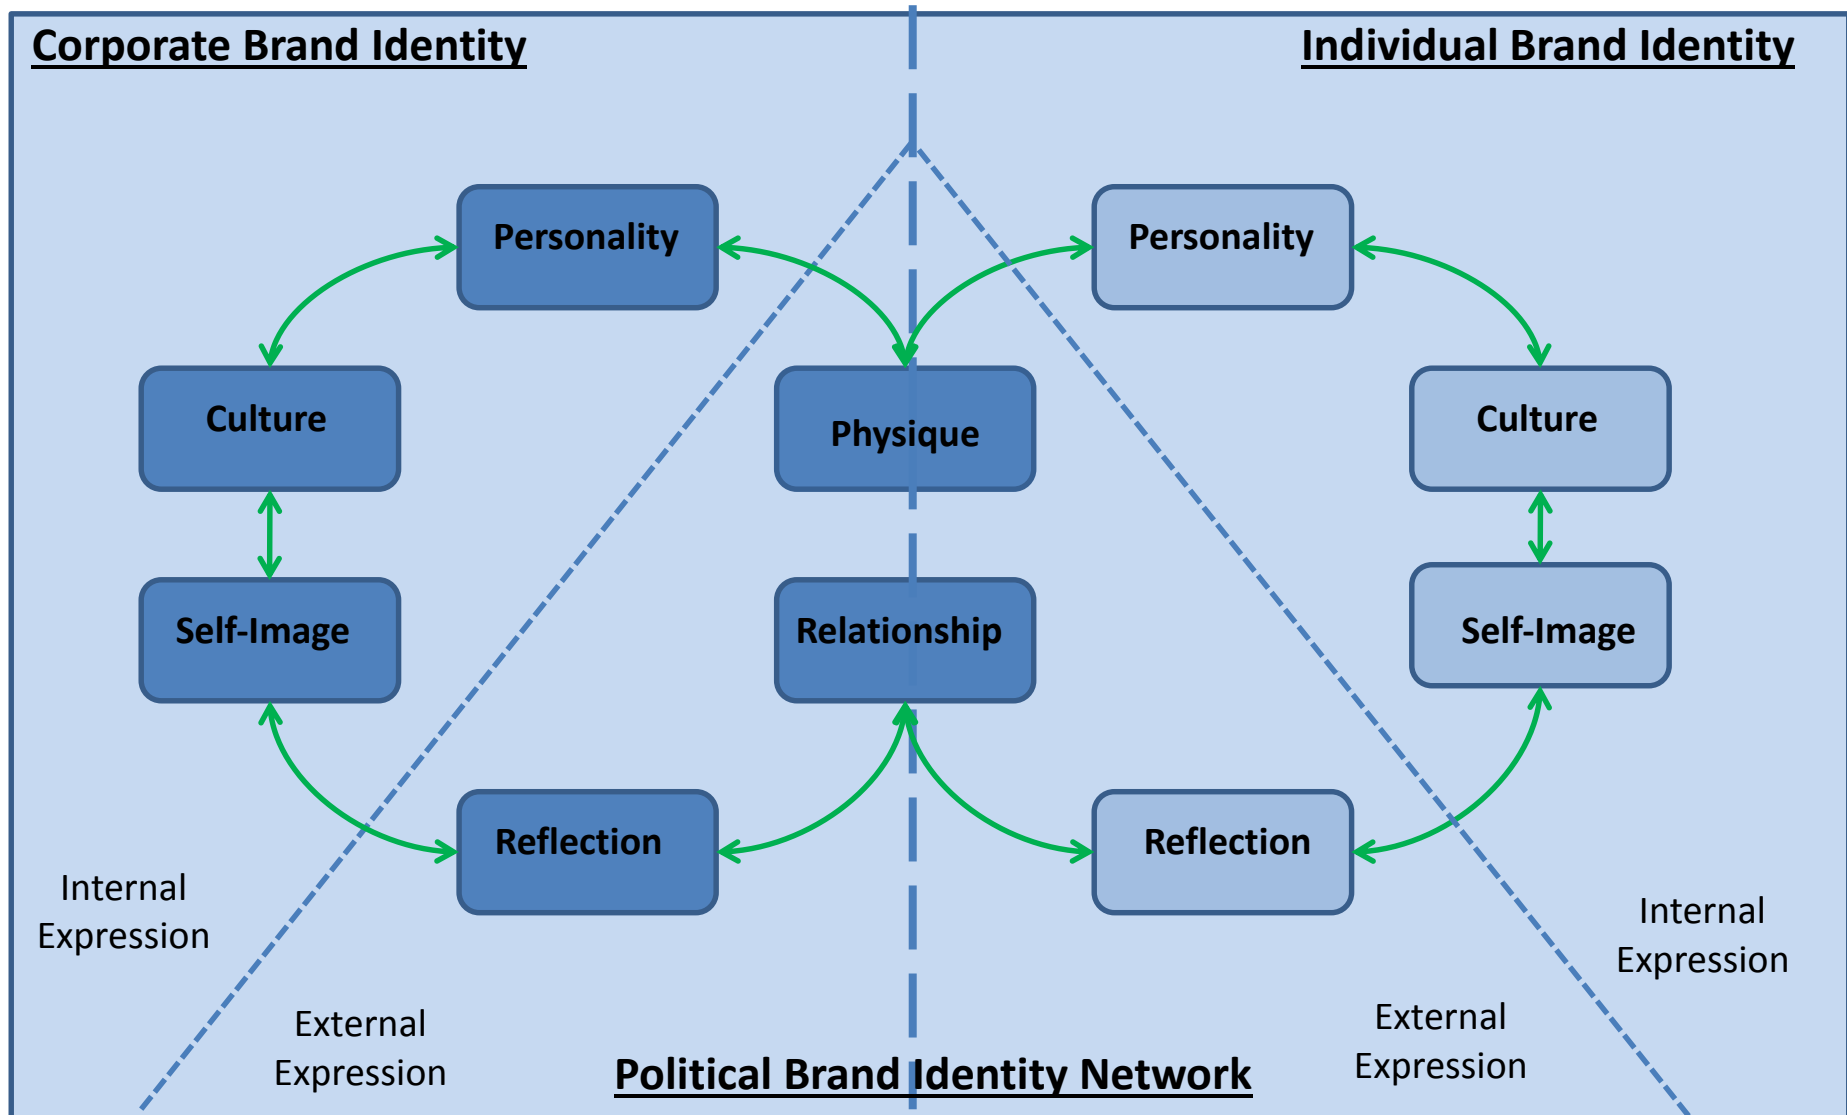 Corporate Brand Identity
Individual Brand Identity
Personality
Personality
Culture
Physique
Culture
Self-Image
Relationship
Self-Image
Reflection
Reflection
Internal
Expression
Internal
Expression
External
Expression
External
Expression
Political Brand Identity Network